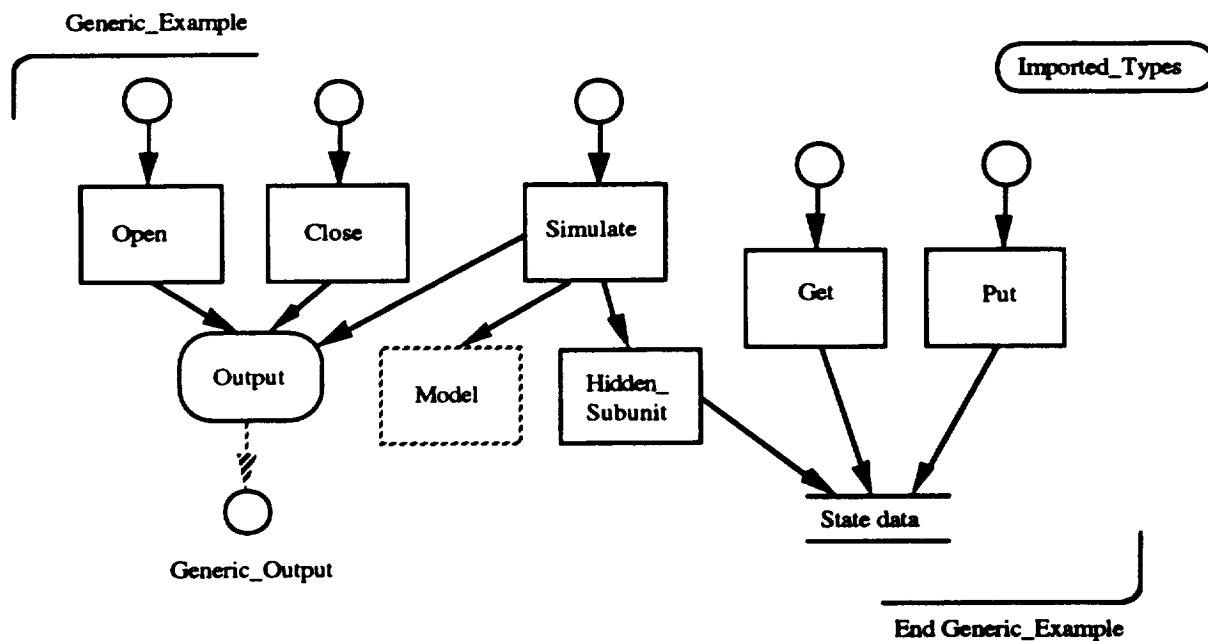 Generic_Example
Imported_Types
Open
Close
Simulate
Get
Put
Output
Model
Hidden_
Subunit
State data
Generic_Output
End Generic_Example